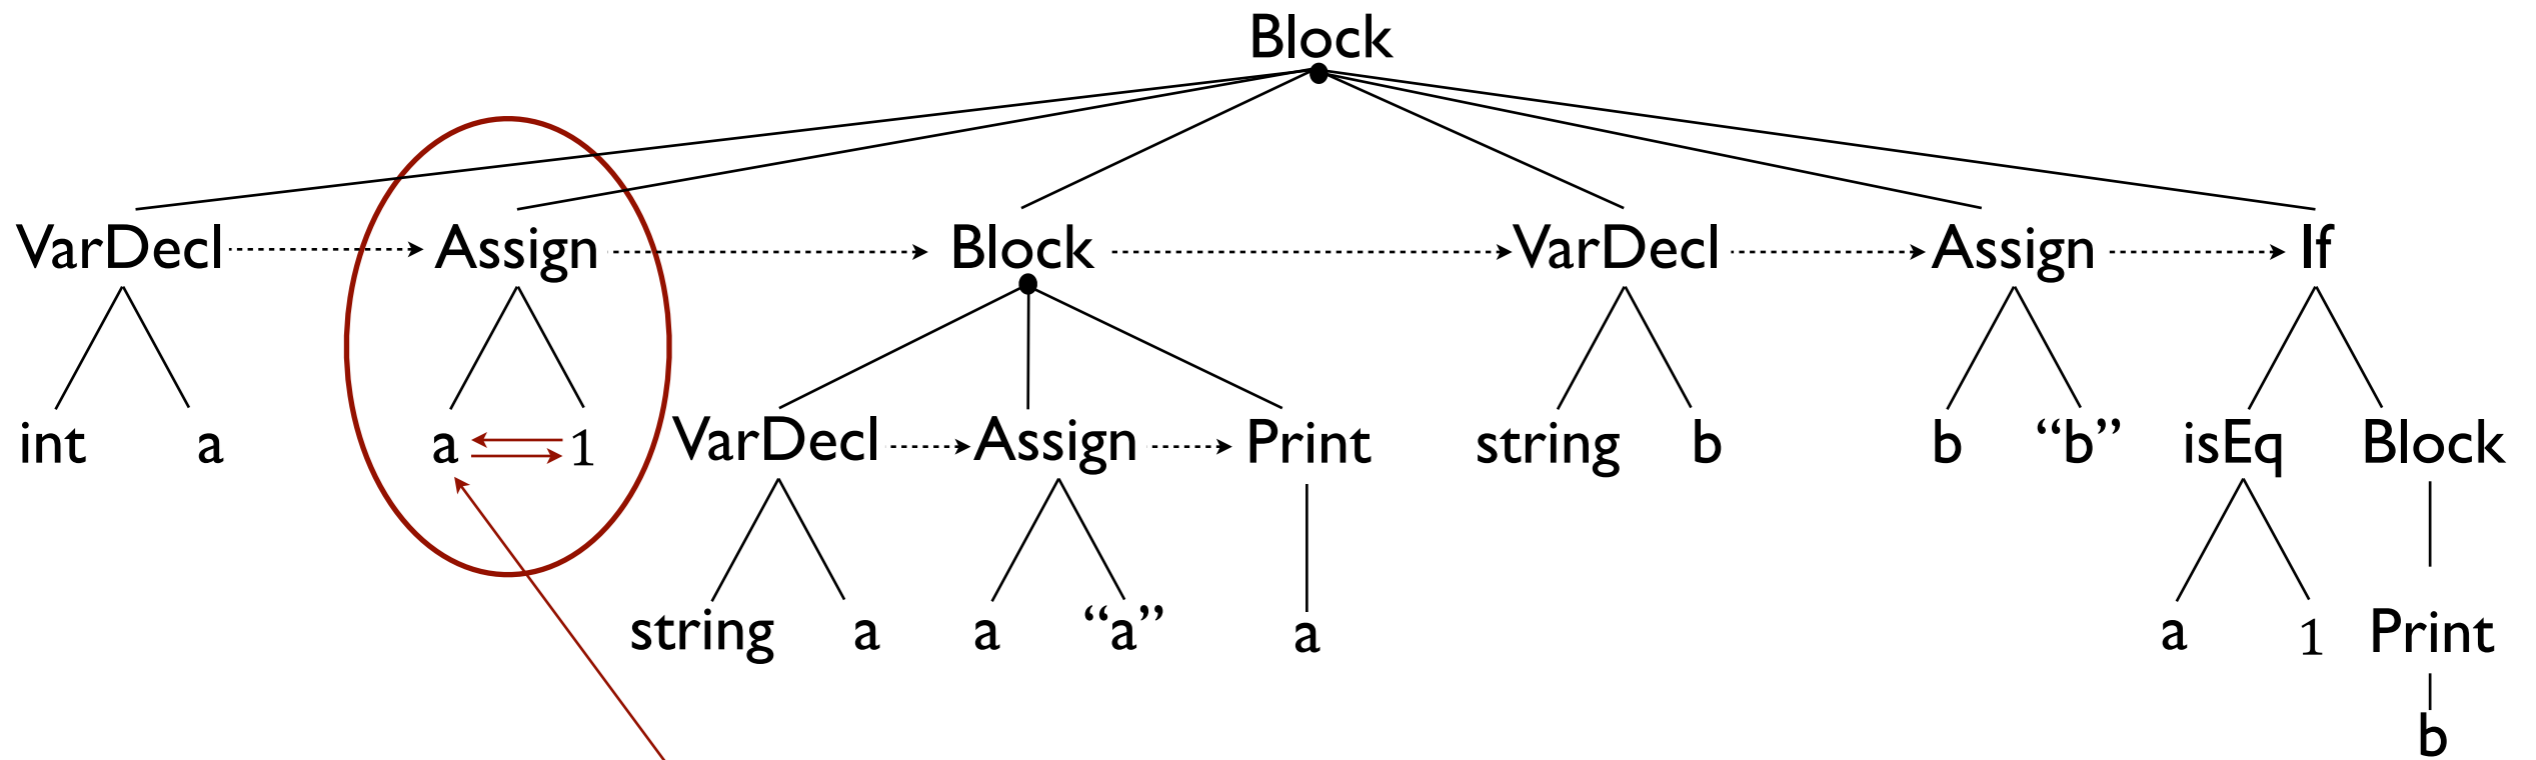 Block
VarDecl Assign Block VarDecl Assign If
int a a 1 VarDecl Assign Print string b b “b” isEq Block
string a a “a” a a 1 Print
b